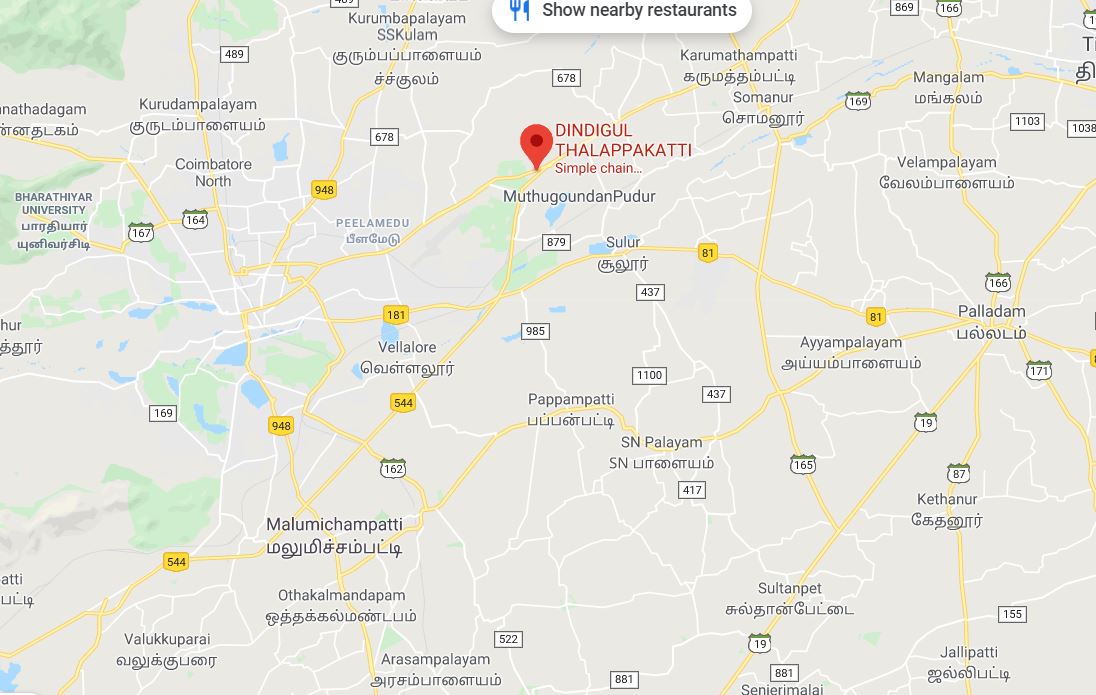 489
Show nearby restaurants
869
166
Kurumbapalayam
SSKulam
குரும்பப்பாளையம்
ச்சகுலம்
489
678
Karumathampatti
கருமத்தம்பட்டி
Somanur
சொமனூர்
169
Mangalam
மங்கலம்
1103
1038
nathadagam
ன்னதடகம்
Kurudampalayam
குருடம்பாளையம்
678
DINDIGUL
THALAPPAKATTI
Simple chain...
Coimbatore
North
948
MuthugoundanPudur
Velampalayam
வேலம்பாளையம்
BHARATHIYAR
UNIVERSITY
பாரதியார்
யுனிவர்சிடி
167
164
PEELAMEDU
பீளமேடு
879
Sulur
சூலூர்
81
437
166
Palladam
பல்லடம்
181
985
81
hur
த்தூர்
Vellalore
வெள்ளலூர்
Ayyampalayam
அய்யம்பாளையம்
171
1100
437
544
169
948
Pappampatti
பப்பன்பட்டி
19
SN Palayam
SN பாளையம்
162
165
87
417
Kethanur
கேதனூர்
Malumichampatti
மலுமிச்சம்பட்டி
544
atti
பட்டி
Othakalmandapam
ஒத்தக்கல்மண்டபம்
Sultanpet
சுல்தான்பேட்டை
155
Valukkuparai
வலுக்குபரை
522
19
Arasampalayam
அரசம்பாளையம்
881
881
Senjerimalai
Jallipatti
ஜல்லிபட்டி